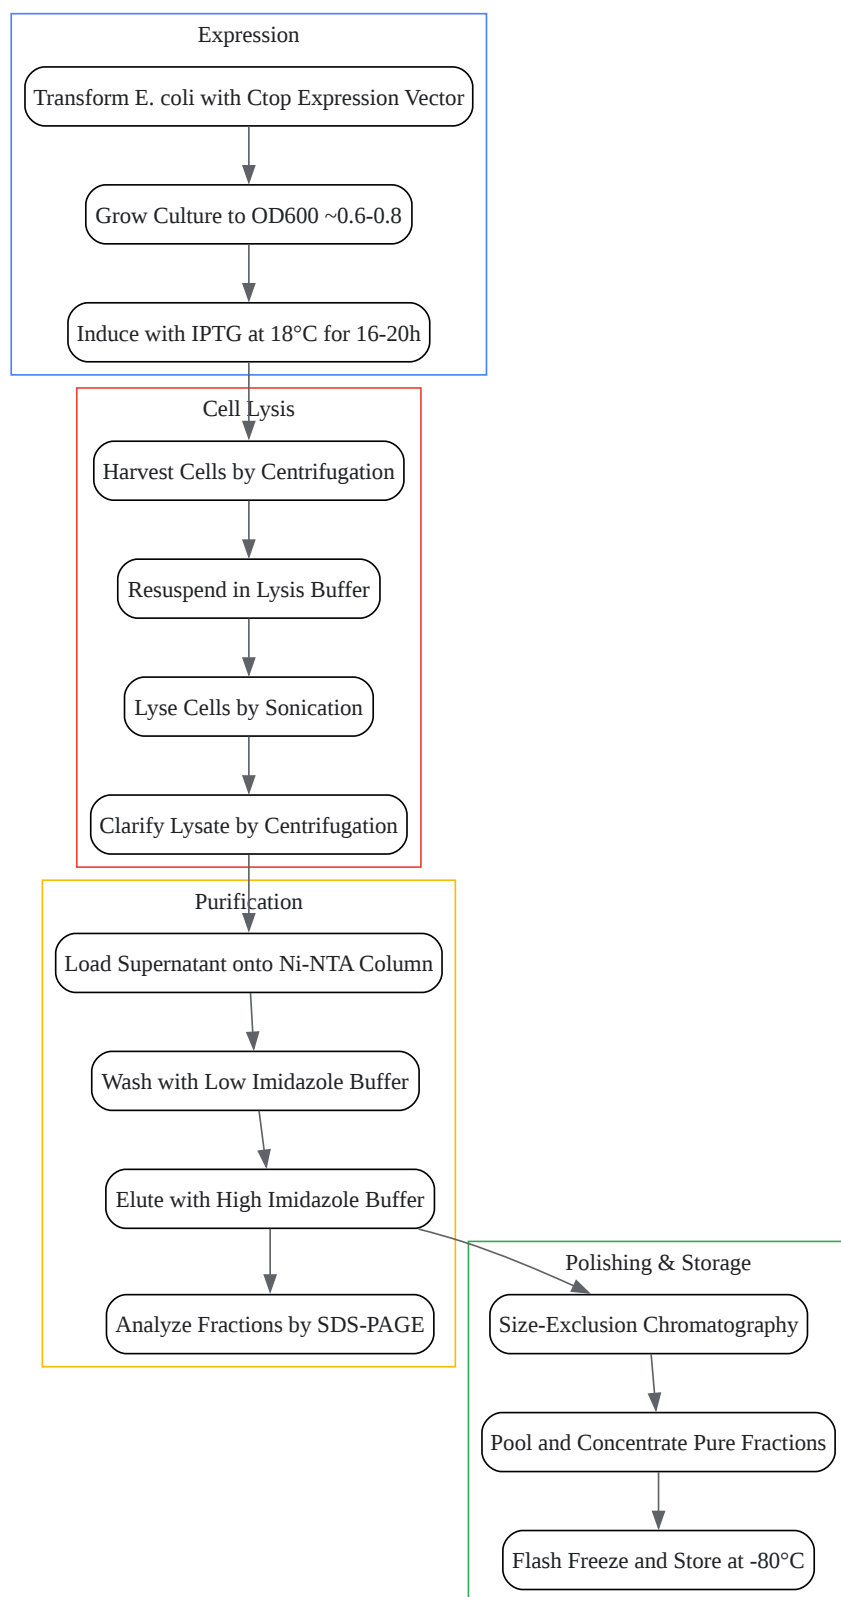 Expression
Transform E. coli with Ctop Expression Vector
Grow Culture to OD600 ~0.6-0.8
Induce with IPTG at 18°C for 16-20h
Cell Lysis
Harvest Cells by Centrifugation
Resuspend in Lysis Buffer
Lyse Cells by Sonication
Clarify Lysate by Centrifugation
Purification
Load Supernatant onto Ni-NTA Column
Wash with Low Imidazole Buffer
Elute with High Imidazole Buffer
Analyze Fractions by SDS-PAGE
Polishing & Storage
Size-Exclusion Chromatography
Pool and Concentrate Pure Fractions
Flash Freeze and Store at -80°C